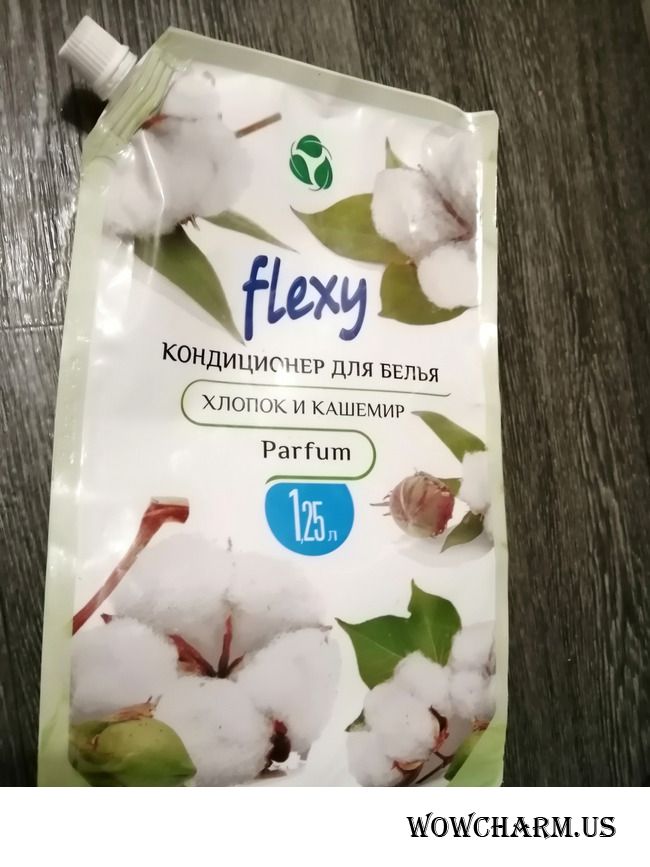 flexy
КОНДИЦИОНЕР ДЛЯ БЕЛЬЯ
ХЛОПОК И КАШЕМИР
Parfum
1,25 л
WOWCHARM.US